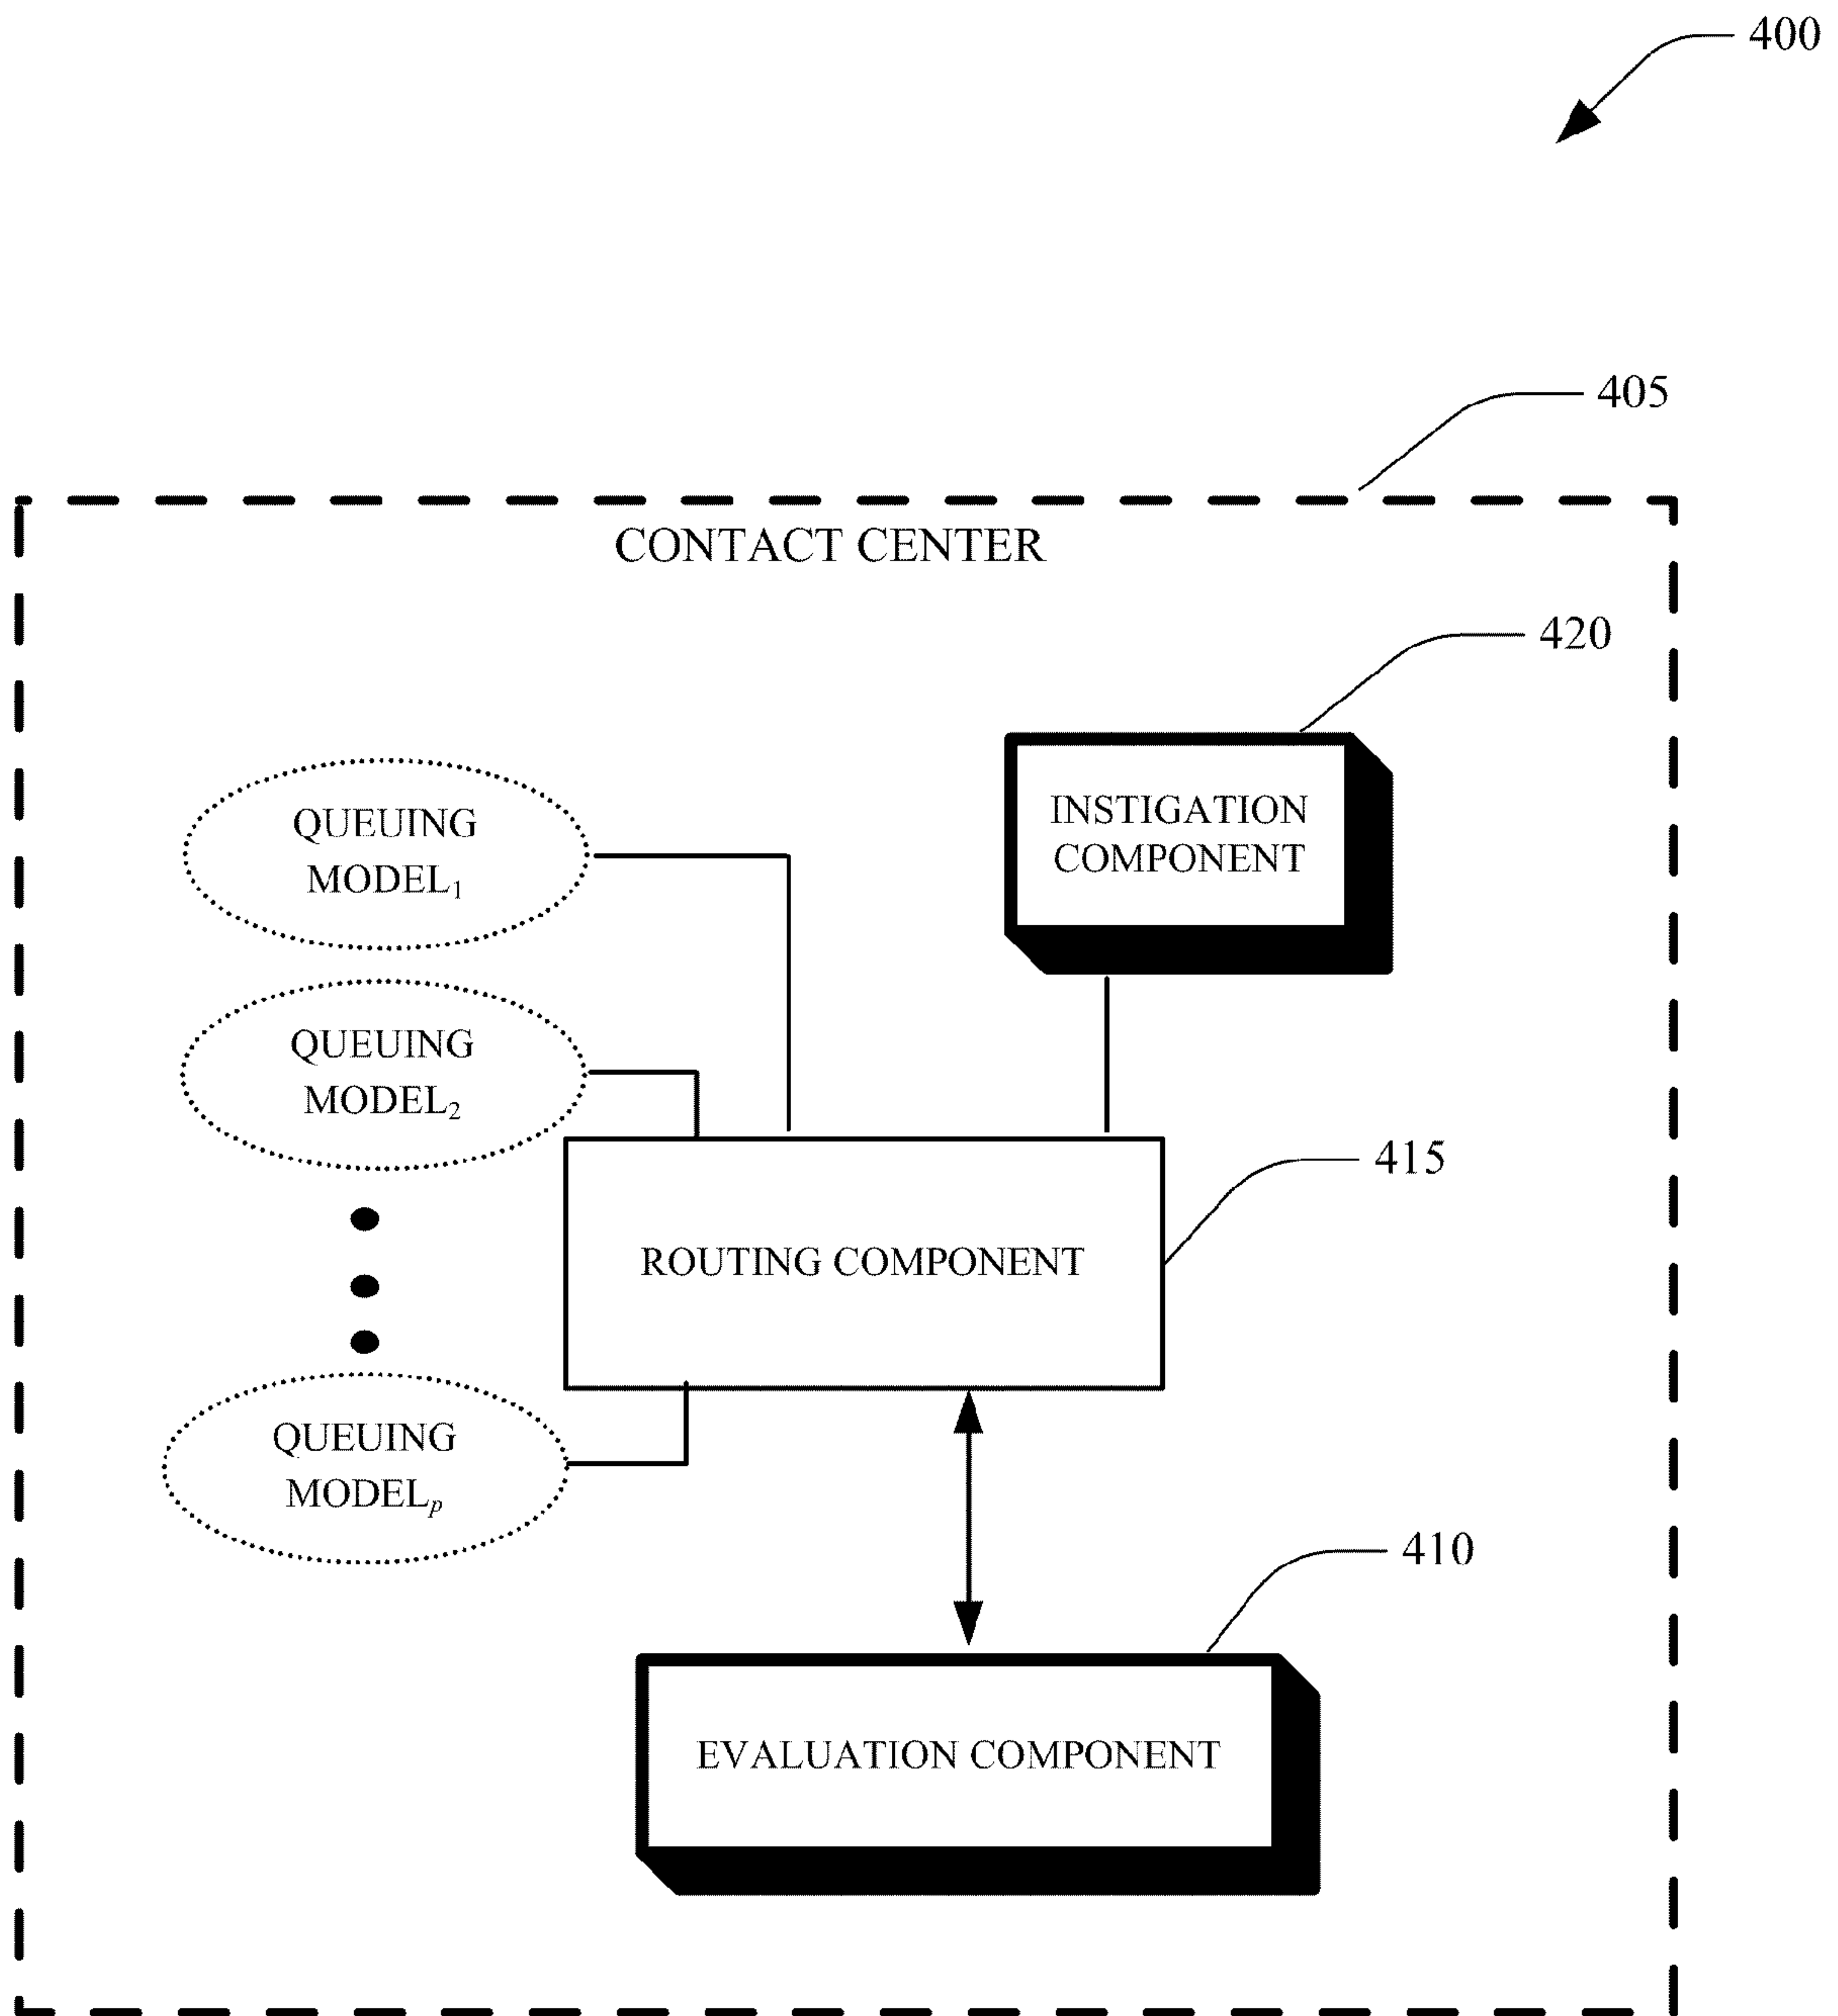 400
405
CONTACT CENTER
420
INSTIGATION
COMPONENT
QUEUING
MODEL1
QUEUING
MODEL2
415
ROUTING COMPONENT
QUEUING
MODELp
410
EVALUATION COMPONENT